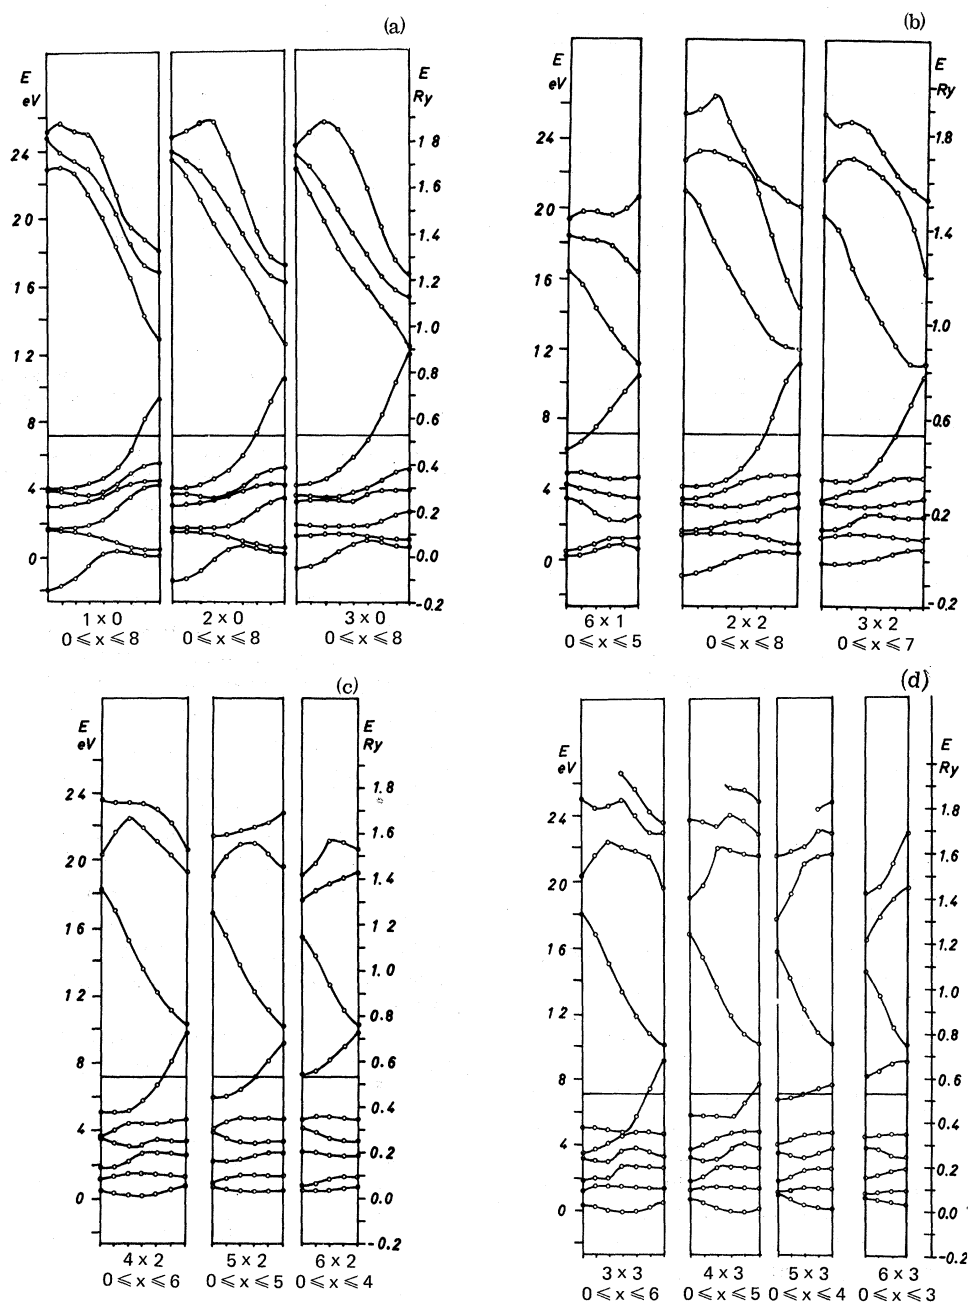 (a)
E
eV
24
20
16
12
8
4
0
E
Ry
1.8
1.6
1.4
1.2
1.0
0.8
0.6
0.4
0.2
0.0
-0.2
1 x 0
0 ⩽ x ⩽ 8
2 x 0
0 ⩽ x ⩽ 8
3 x 0
0 ⩽ x ⩽ 8
(b)
E
eV
24
20
16
12
8
4
0
E
Ry
1.8
1.4
1.0
0.6
0.2
-0.2
6 x 1
0 ⩽ x ⩽ 5
2 x 2
0 ⩽ x ⩽ 8
3 x 2
0 ⩽ x ⩽ 7
(c)
E
eV
24
20
16
12
8
4
0
E
Ry
1.8
1.6
1.4
1.2
1.0
0.8
0.6
0.4
0.2
0.0
-0.2
4 x 2
0 ⩽ x ⩽ 6
5 x 2
0 ⩽ x ⩽ 5
6 x 2
0 ⩽ x ⩽ 4
(d)
E
eV
24
20
16
12
8
4
0
E
Ry
1.8
1.6
1.4
1.2
1.0
0.8
0.6
0.4
0.2
0.0
-0.2
3 x 3
0 ⩽ x ⩽ 6
4 x 3
0 ⩽ x ⩽ 5
5 x 3
0 ⩽ x ⩽ 4
6 x 3
0 ⩽ x ⩽ 3